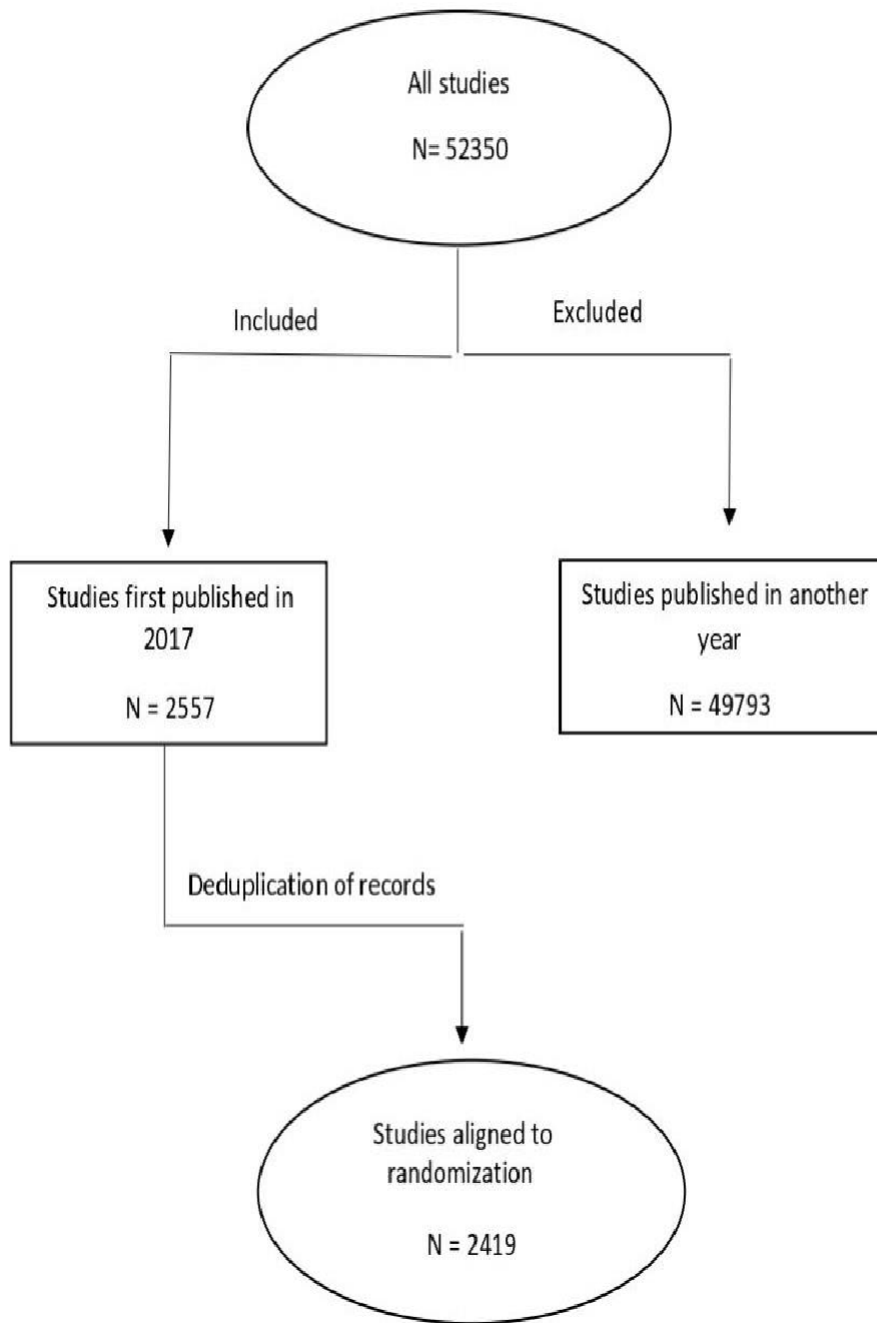 All studies
N= 52350
Included
Excluded
Studies first published in
2017
N = 2557
Studies published in another
year
N = 49793
Deduplication of records
Studies aligned to
randomization
N = 2419